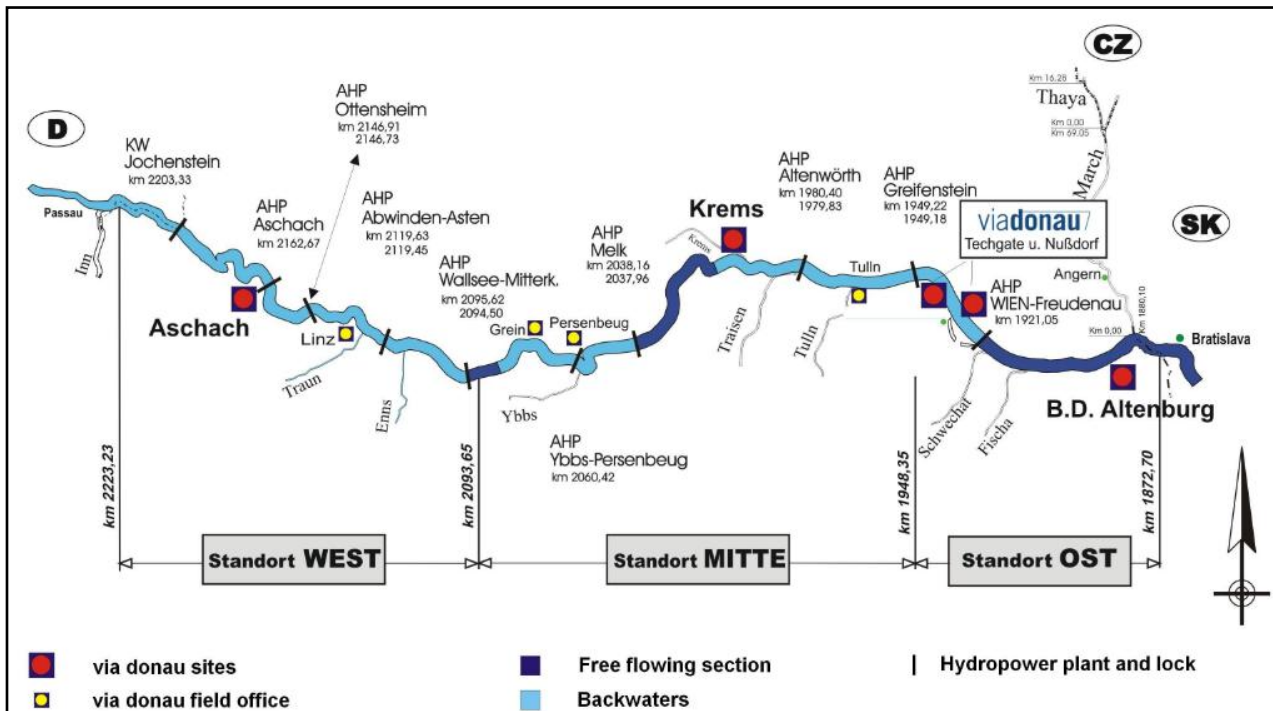 CZ
Km 16,28
Thaya
Km 0,00
Km 69,05
March
D
KW
Jochenstein
km 2203,33
Passau
Inn
AHP
Ottensheim
km 2146,91
2146,73
AHP
Aschach
km 2162,67
AHP
Abwinden-Asten
km 2119,63
2119,45
AHP
Wallsee-Mitterk.
km 2095,62
2094,50
AHP
Melk
km 2038,16
2037,96
Krems
Krems
AHP
Altenwörth
km 1980,40
1979,83
AHP
Greifenstein
km 1949,22
1949,18
viadonau
Techgate u. Nußdorf
SK
Angern
AHP
WIEN-Freudenau
km 1921,05
Km 0,00
Km 1880,10
Bratislava
Aschach
Linz
Traun
Enns
Grein
Persenbeug
Ybbs
AHP
Ybbs-Persenbeug
km 2060,42
Traisen
Tulln
Tulln
Schwechat
Fischa
B.D. Altenburg
km 2223,23
km 2093,65
km 1948,35
km 1872,70
Standort WEST
Standort MITTE
Standort OST
via donau sites
Free flowing section
Hydropower plant and lock
via donau field office
Backwaters